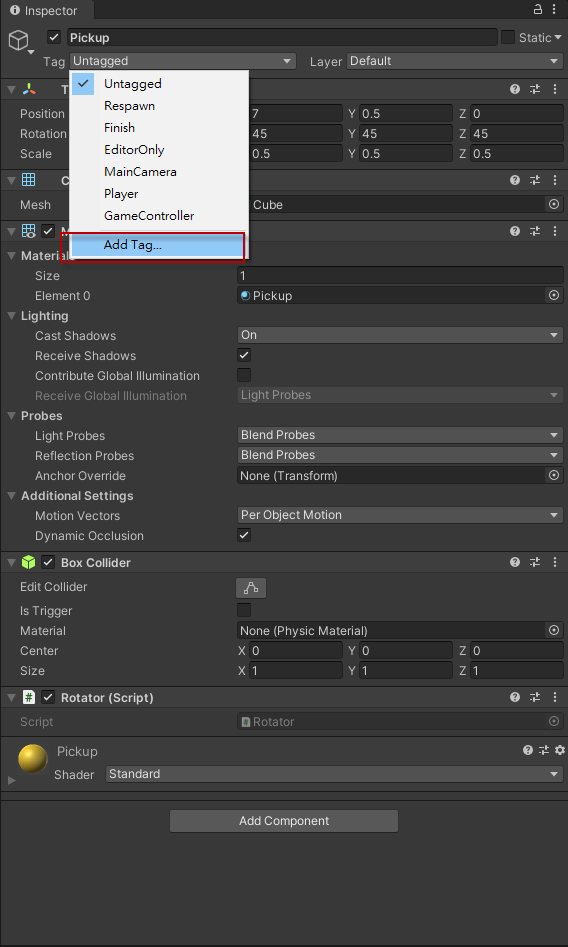 Inspector
Pickup Static
Tag Untagged Layer Default
Untagged
Respawn
Finish
EditorOnly
MainCamera
Player
GameController
Add Tag...
T
Position 7 Y 0.5 Z 0
Rotation 45 Y 45 Z 45
Scale 0.5 Y 0.5 Z 0.5
Mesh Cube
Materials
Size 1
Element 0 Pickup
Lighting
Cast Shadows On
Receive Shadows
Contribute Global Illumination
Receive Global Illumination Light Probes
Probes
Light Probes Blend Probes
Reflection Probes Blend Probes
Anchor Override None (Transform)
Additional Settings
Motion Vectors Per Object Motion
Dynamic Occlusion
Box Collider
Edit Collider
Is Trigger
Material None (Physic Material)
Center X 0 Y 0 Z 0
Size X 1 Y 1 Z 1
# Rotator (Script)
Script # Rotator
Pickup
Shader Standard
Add Component